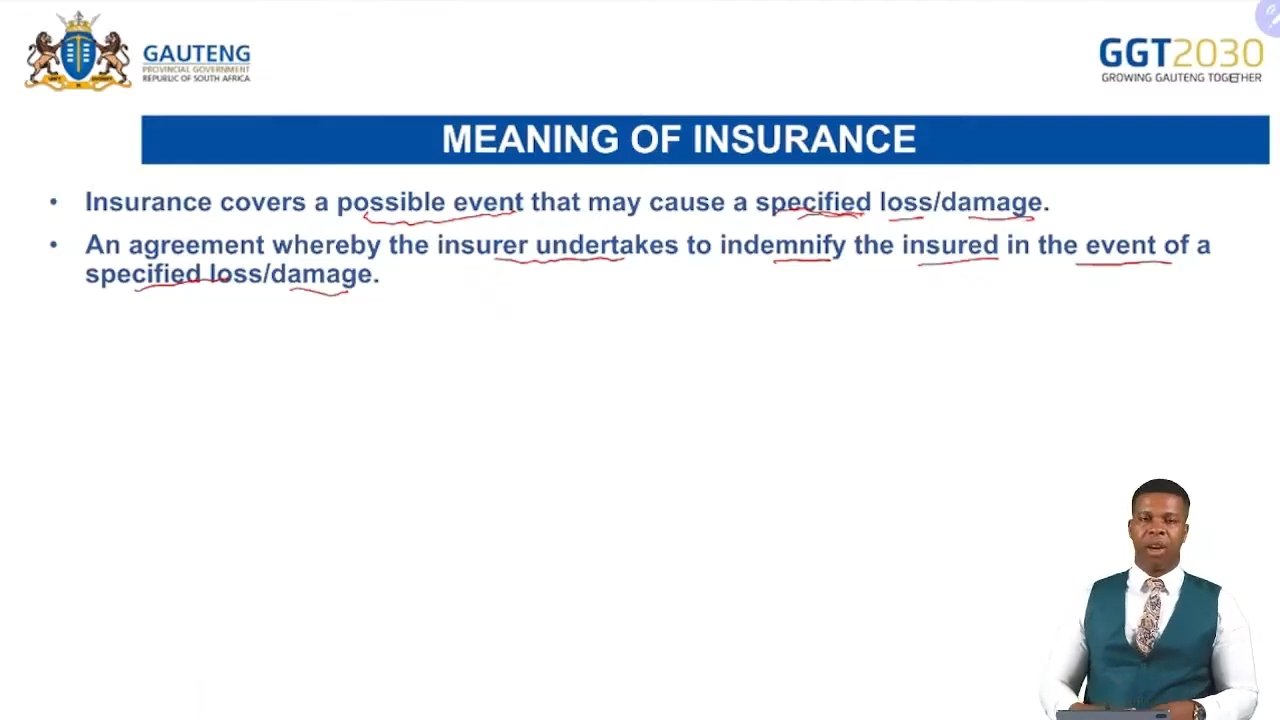 GAUTENG
PROVINCIAL GOVERNMENT
REPUBLIC OF SOUTH AFRICA
GGT2030
GROWING GAUTENG TOGETHER
MEANING OF INSURANCE
• Insurance covers a possible event that may cause a specified loss/damage.
• An agreement whereby the insurer undertakes to indemnify the insured in the event of a
specified loss/damage.